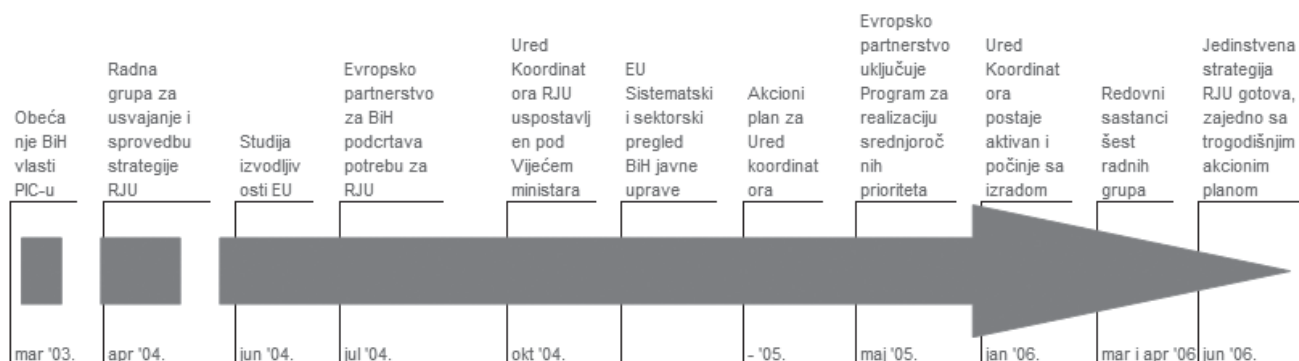 Obeća
nje BiH
vlasti
PIC-u
Radna
grupa za
usvajanje i
sprovedbu
strategije
RJU
Studija
izvodljiv
osti EU
Evropsko
partnerstvo
za BiH
podcrtava
potrebu za
RJU
Ured
Koordinat
ora RJU
uspostavlj
en pod
Vijećem
ministara
EU
Sistematski
i sektorski
pregled
BiH javne
uprave
Akcioni
plan za
Ured
koordinat
ora
Evropsko
partnerstvo
uključuje
Program za
realizaciju
srednjoroč
nih
prioriteta
Ured
Koordinat
ora
postaje
aktivan i
počinje sa
izradom
Redovni
sastanci
šest
radnih
grupa
Jedinstvena
strategija
RJU gotova,
zajedno sa
trogodišnjim
akcionim
planom
mar '03.
apr '04.
jun '04.
jul '04.
okt '04.
- '05.
maj '05.
jan '06.
mar i apr '06
jun '06.